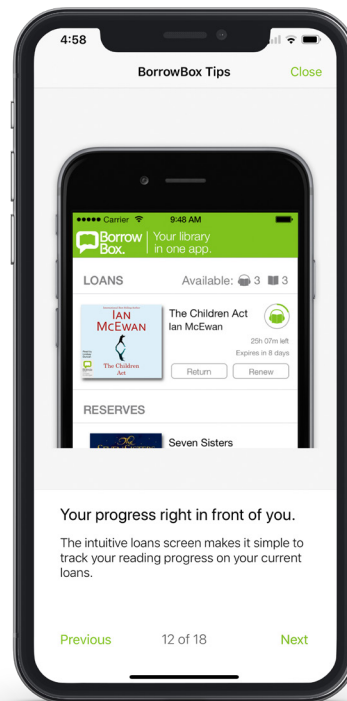 4:58
BorrowBox Tips Close
Carrier 9:48 AM
Borrow Box. Your library in one app.
LOANS Available: 3 3
IAN
McEWAN
The Children
Act
The Children Act
Ian McEwan
25h 07m left
Expires in 8 days
Return Renew
RESERVES
Seven Sisters
Your progress right in front of you.
The intuitive loans screen makes it simple to
track your reading progress on your current
loans.
Previous 12 of 18 Next